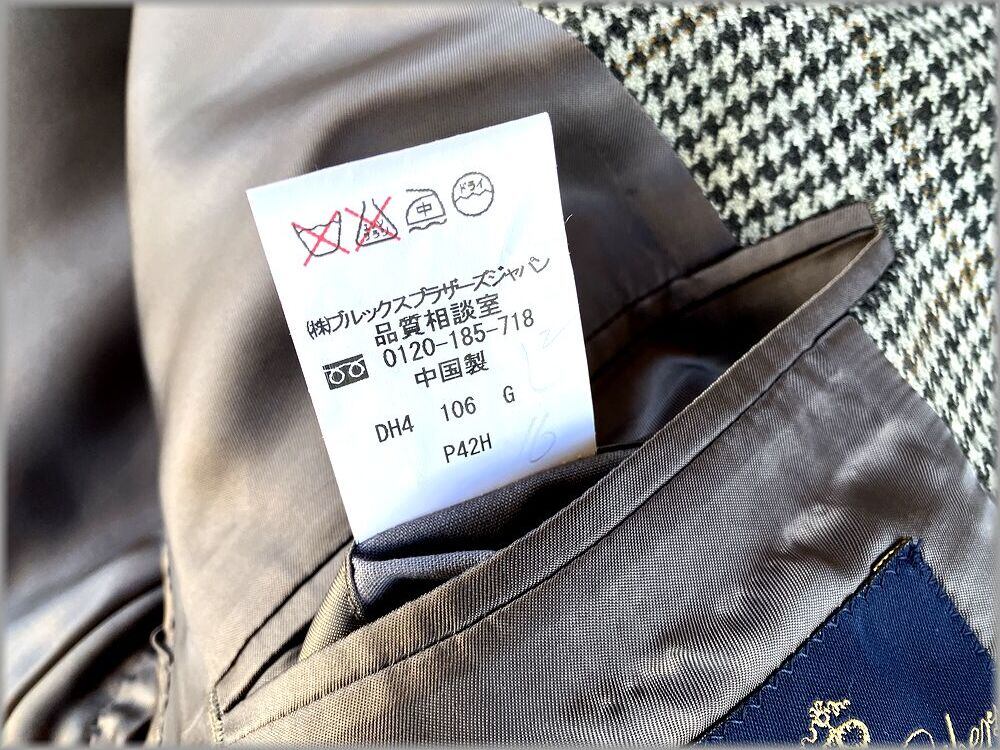 中 ドライ
(株)ブルックスブラザーズジャパン
品質相談室
0120-185-718
中国製
DH4 106 G
P42H